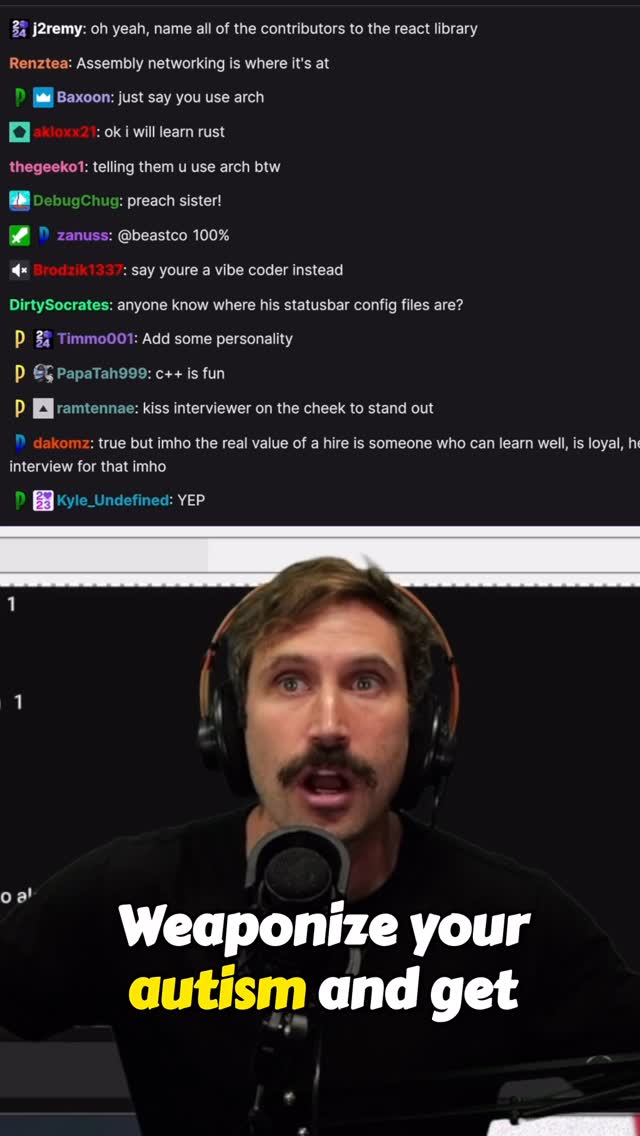 j2remy: oh yeah, name all of the contributors to the react library
Renztea: Assembly networking is where it's at
Baxoon: just say you use arch
akloxx21: ok i will learn rust
thegeeko1: telling them u use arch btw
DebugChug: preach sister!
zanuss: @beastco 100%
Brodzik1337: say youre a vibe coder instead
DirtySocrates: anyone know where his statusbar config files are?
Timmo001: Add some personality
PapaTah999: c++ is fun
ramtennae: kiss interviewer on the cheek to stand out
dakomz: true but imho the real value of a hire is someone who can learn well, is loyal, he
interview for that imho
Kyle_Undefined: YEP
1
) 1
Weaponize your
autism and get